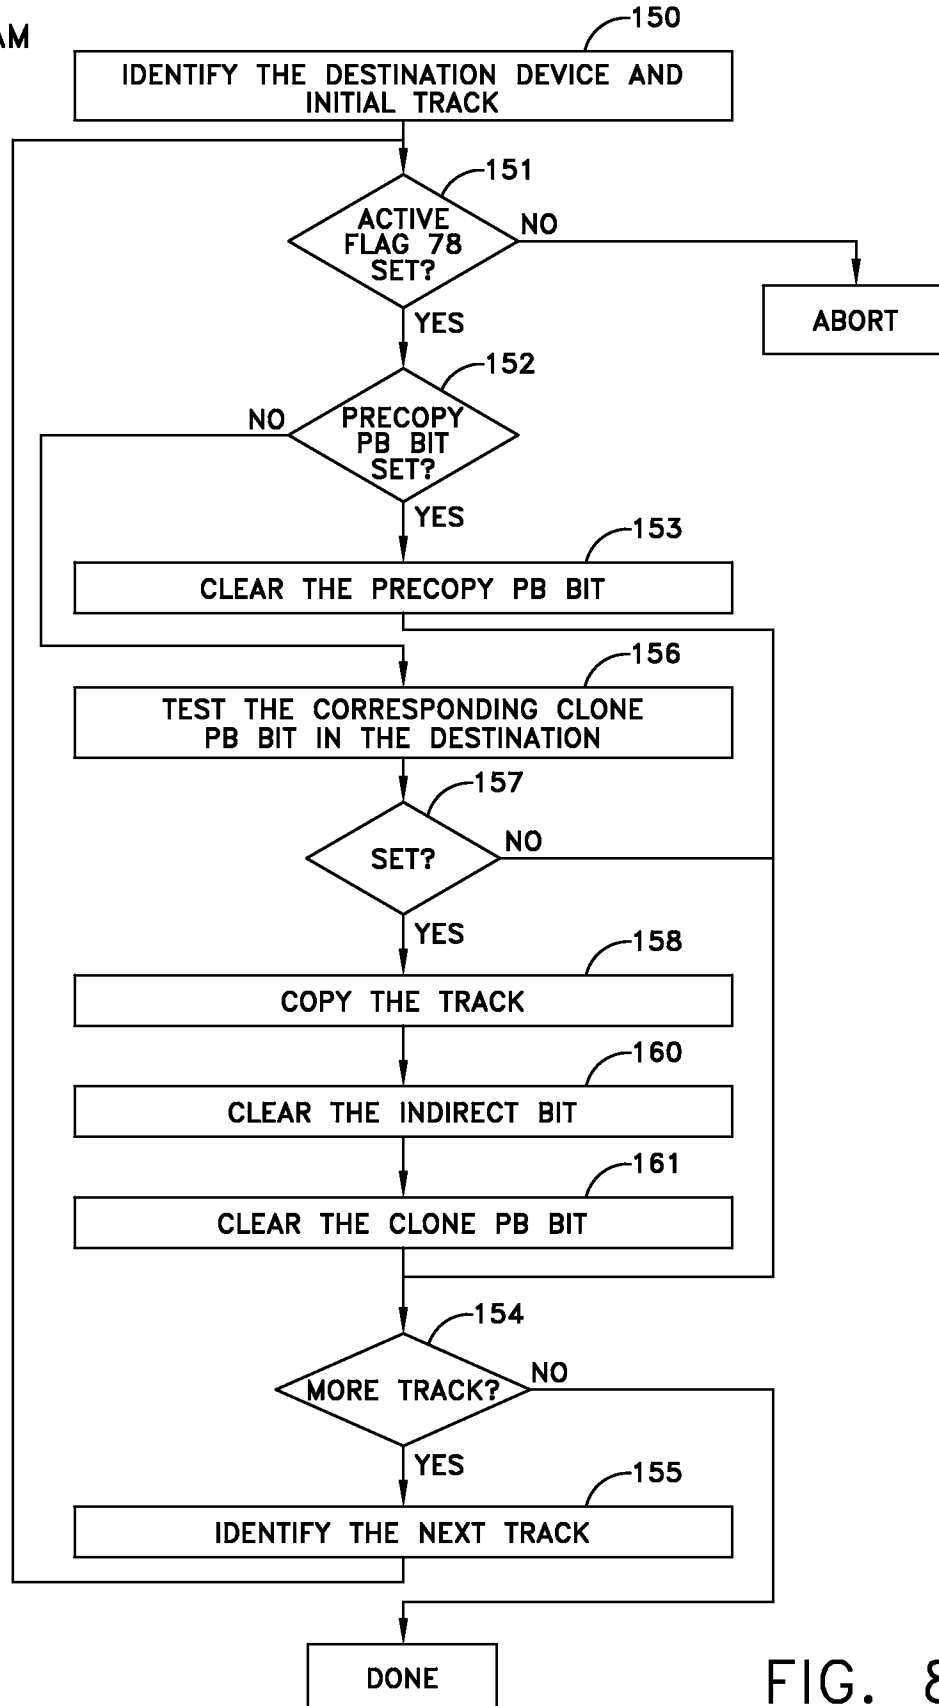 150
IDENTIFY THE DESTINATION DEVICE AND
INITIAL TRACK
151
ACTIVE
FLAG 78
SET?
NO
ABORT
YES
152
PRECOPY
PB BIT
SET?
NO
YES
153
CLEAR THE PRECOPY PB BIT
156
TEST THE CORRESPONDING CLONE
PB BIT IN THE DESTINATION
157
SET?
NO
YES
158
COPY THE TRACK
160
CLEAR THE INDIRECT BIT
161
CLEAR THE CLONE PB BIT
154
MORE TRACK?
NO
YES
155
IDENTIFY THE NEXT TRACK
DONE
FIG. 8